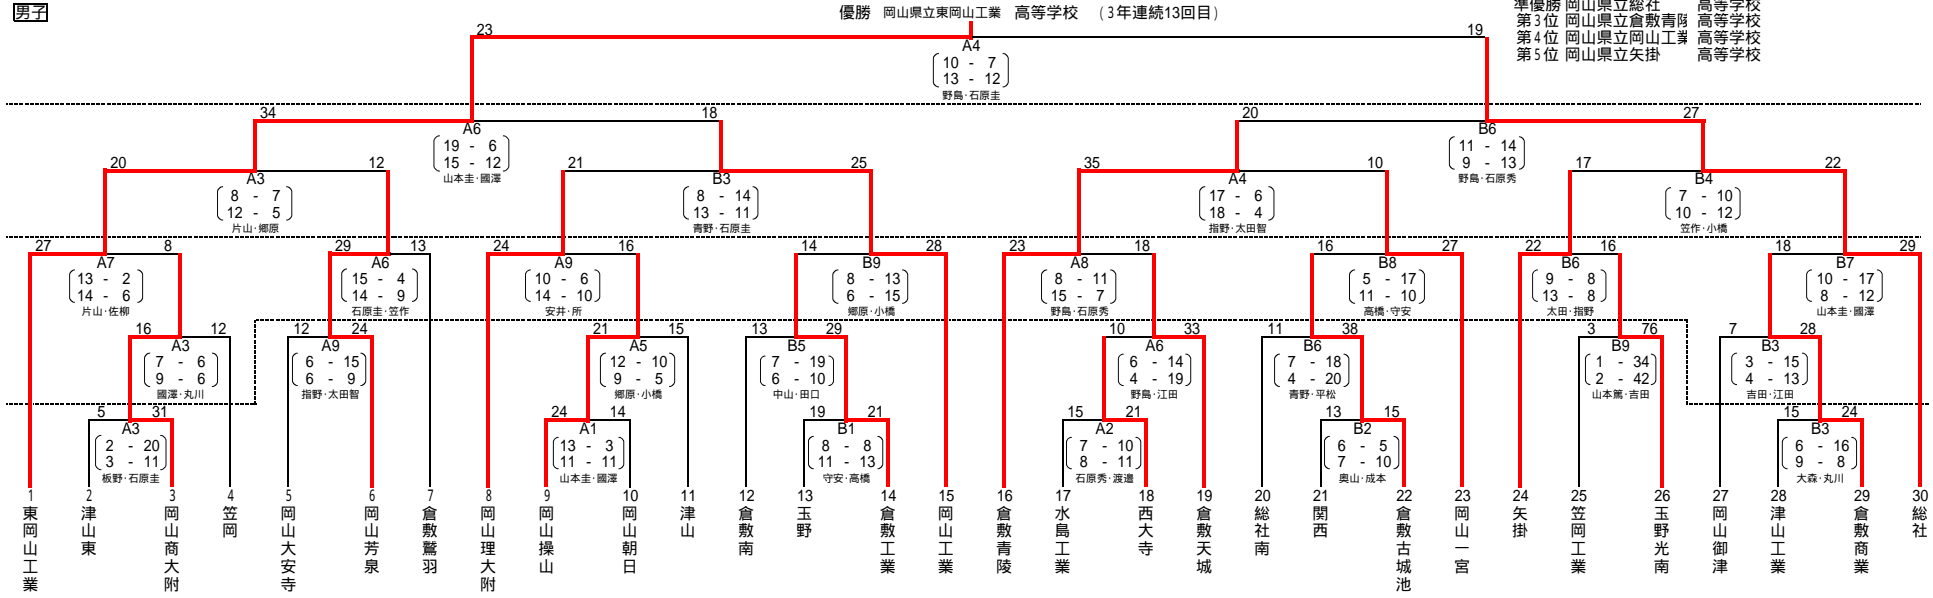 男子
優勝 岡山県立東岡山工業 高等学校 (3年連続13回目)
準優勝 岡山県立総社 高等学校
第3位 岡山県立倉敷青陵 高等学校
第4位 岡山県立岡山工業 高等学校
第5位 岡山県立矢掛 高等学校
23 19
A4
10 - 7
13 - 12
野島・石原圭
34 18
A6
19 - 6
15 - 12
山本圭・國澤
20 27
B6
11 - 14
9 - 13
野島・石原秀
20 12
A3
8 - 7
12 - 5
片山・郷原
21 25
B3
8 - 14
13 - 11
青野・石原圭
35 10
A4
17 - 6
18 - 4
指野・太田智
17 22
B4
7 - 10
10 - 12
笠作・小橋
27 8
A7
13 - 2
14 - 6
片山・佐柳
29 13
A6
15 - 4
14 - 9
石原圭・笠作
24 16
A9
10 - 6
14 - 10
安井・所
14 28
B9
8 - 13
6 - 15
郷原・小橋
23 18
A8
8 - 11
15 - 7
野島・石原秀
16 27
B8
5 - 17
11 - 10
高橋・守安
22 16
B6
9 - 8
13 - 8
太田・指野
18 29
B7
10 - 17
8 - 12
山本圭・國澤
16 12
A3
7 - 6
9 - 6
國澤・丸川
12 24
A9
6 - 15
6 - 9
指野・太田智
21 15
A5
12 - 10
9 - 5
郷原・小橋
13 29
B5
7 - 19
6 - 10
中山・田口
10 33
A6
6 - 14
4 - 19
野島・江田
11 38
B6
7 - 18
4 - 20
青野・平松
3 76
B9
1 - 34
2 - 42
山本篤・吉田
7 28
B3
3 - 15
4 - 13
吉田・江田
5 31
A3
2 - 20
3 - 11
板野・石原圭
24 14
A1
13 - 3
11 - 11
山本圭・國澤
19 21
B1
8 - 8
11 - 13
守安・高橋
15 21
A2
7 - 10
8 - 11
石原秀・渡邉
13 15
B2
6 - 5
7 - 10
奥山・成本
15 24
B3
6 - 16
9 - 8
大森・丸川
1 東岡山工業
2 津山東
3 岡山商大附
4 笠岡
5 岡山大安寺
6 岡山芳泉
7 倉敷鷲羽
8 岡山理大附
9 岡山操山
10 岡山朝日
11 津山
12 倉敷南
13 玉野
14 倉敷工業
15 岡山工業
16 倉敷青陵
17 水島工業
18 西大寺
19 倉敷天城
20 総社南
21 関西
22 倉敷古城池
23 岡山一宮
24 矢掛
25 笠岡工業
26 玉野光南
27 岡山御津
28 津山工業
29 倉敷商業
30 総社